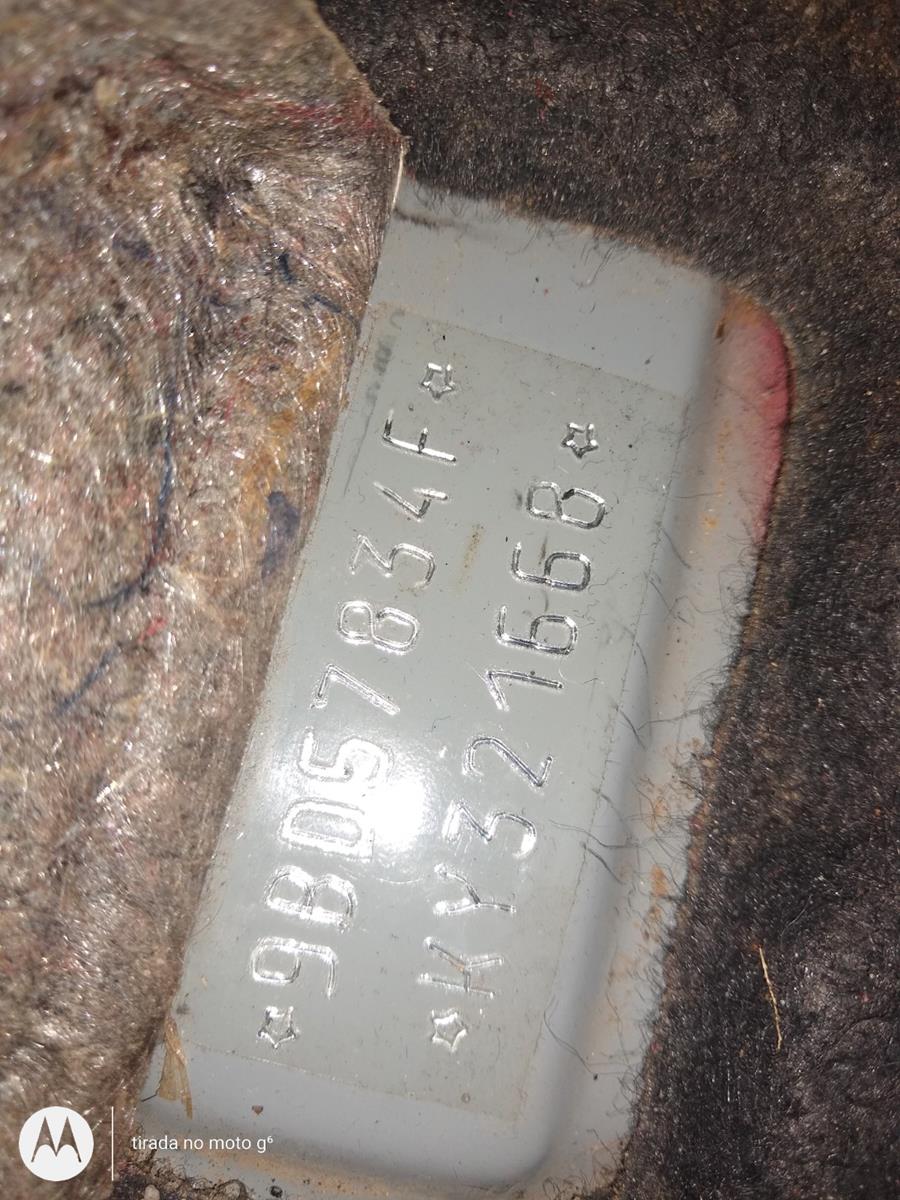 ☆9BD57834F☆
☆KY321668☆
tirada no moto g⁶